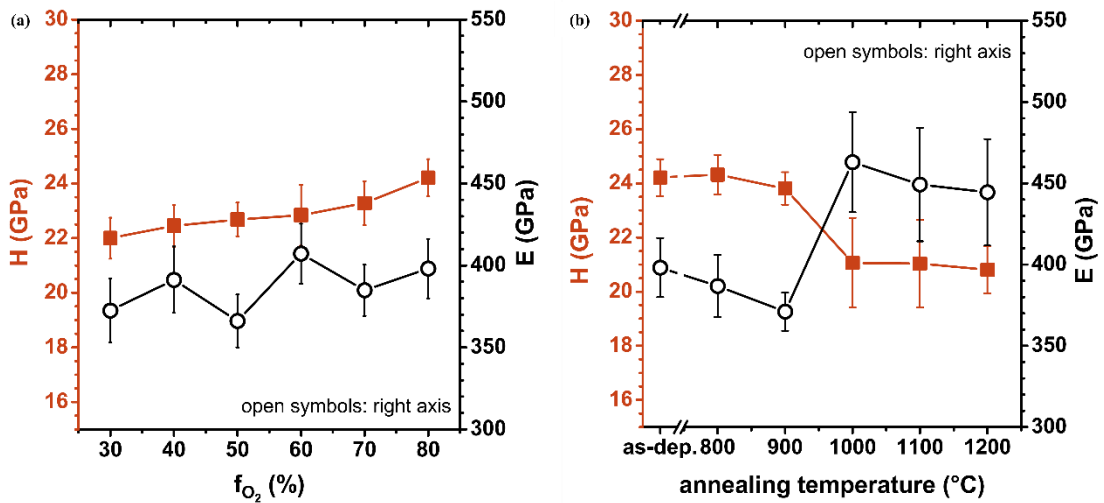 (a)
30
28
26
24
22
20
18
16
H (GPa)
550
500
450
400
350
300
E (GPa)
open symbols: right axis
30 40 50 60 70 80
f_{O_2} (%)
(b)
30
28
26
24
22
20
18
16
H (GPa)
550
500
450
400
350
300
E (GPa)
open symbols: right axis
as-dep. 800 900 1000 1100 1200
annealing temperature (°C)